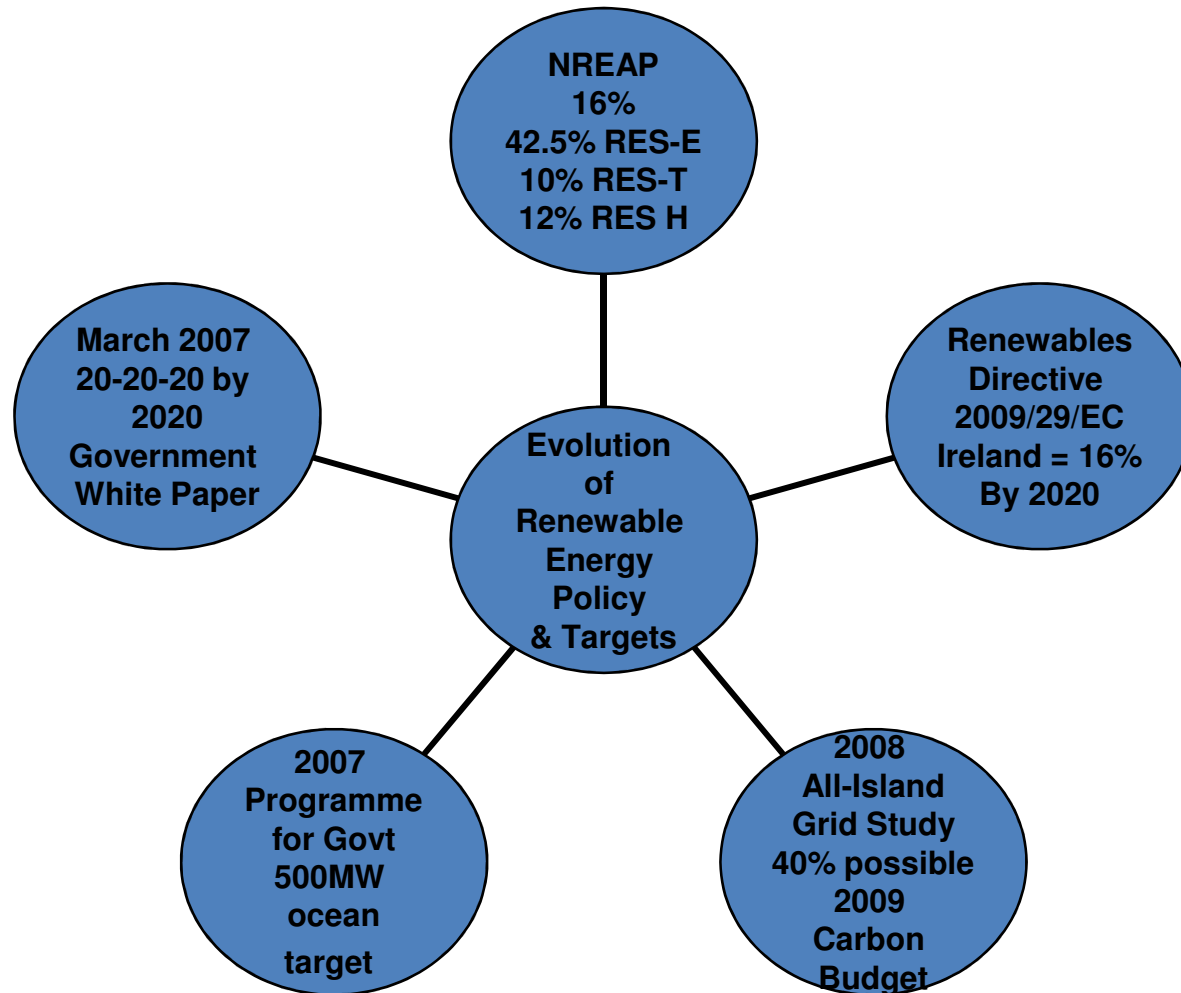 NREAP
16%
42.5% RES-E
10% RES-T
12% RES H
March 2007
20-20-20 by
2020
Government
White Paper
Renewables
Directive
2009/29/EC
Ireland = 16%
By 2020
Evolution
of
Renewable
Energy
Policy
& Targets
2007
Programme
for Govt
500MW
ocean
target
2008
All-Island
Grid Study
40% possible
2009
Carbon
Budget